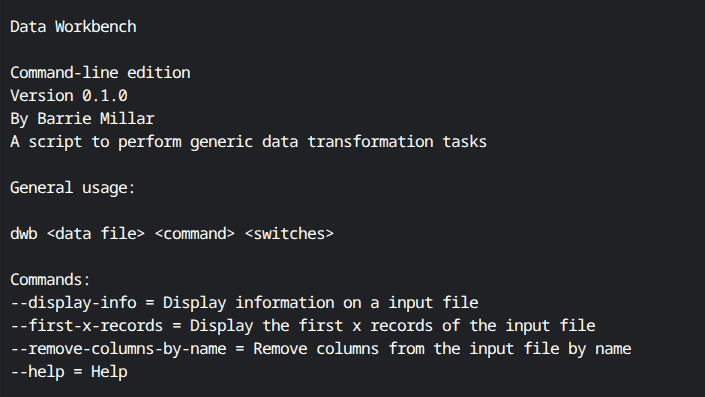 Data Workbench
Command-line edition
Version 0.1.0
By Barrie Millar
A script to perform generic data transformation tasks
General usage:
dwb <data file> <command> <switches>
Commands:
--display-info = Display information on a input file
--first-x-records = Display the first x records of the input file
--remove-columns-by-name = Remove columns from the input file by name
--help = Help